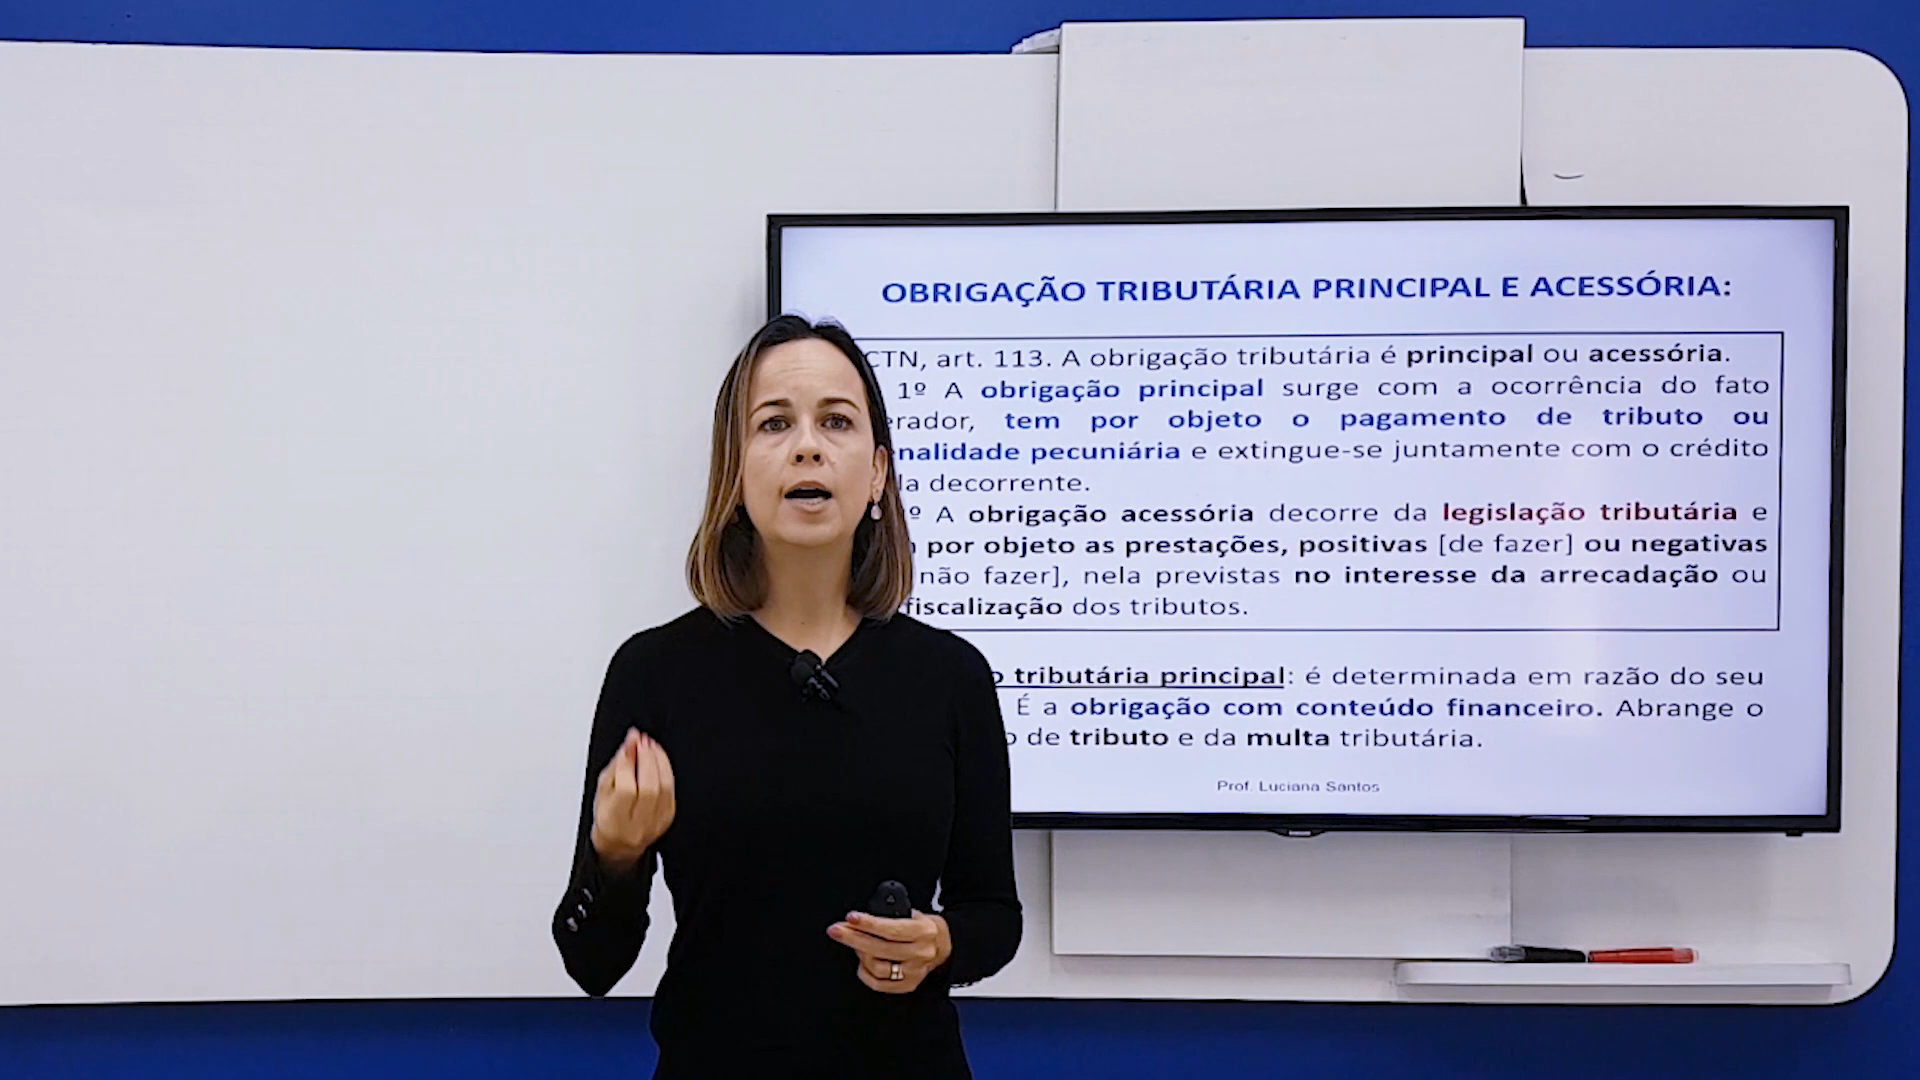 OBRIGAÇÃO TRIBUTÁRIA PRINCIPAL E ACESSÓRIA:
CTN, art. 113. A obrigação tributária é principal ou acessória.
1º A obrigação principal surge com a ocorrência do fato
erador, tem por objeto o pagamento de tributo ou
enalidade pecuniária e extingue-se juntamente com o crédito
la decorrente.
º A obrigação acessória decorre da legislação tributária e
por objeto as prestações, positivas [de fazer] ou negativas
não fazer], nela previstas no interesse da arrecadação ou
fiscalização dos tributos.
o tributária principal: é determinada em razão do seu
É a obrigação com conteúdo financeiro. Abrange o
o de tributo e da multa tributária.
Prof. Luciana Santos